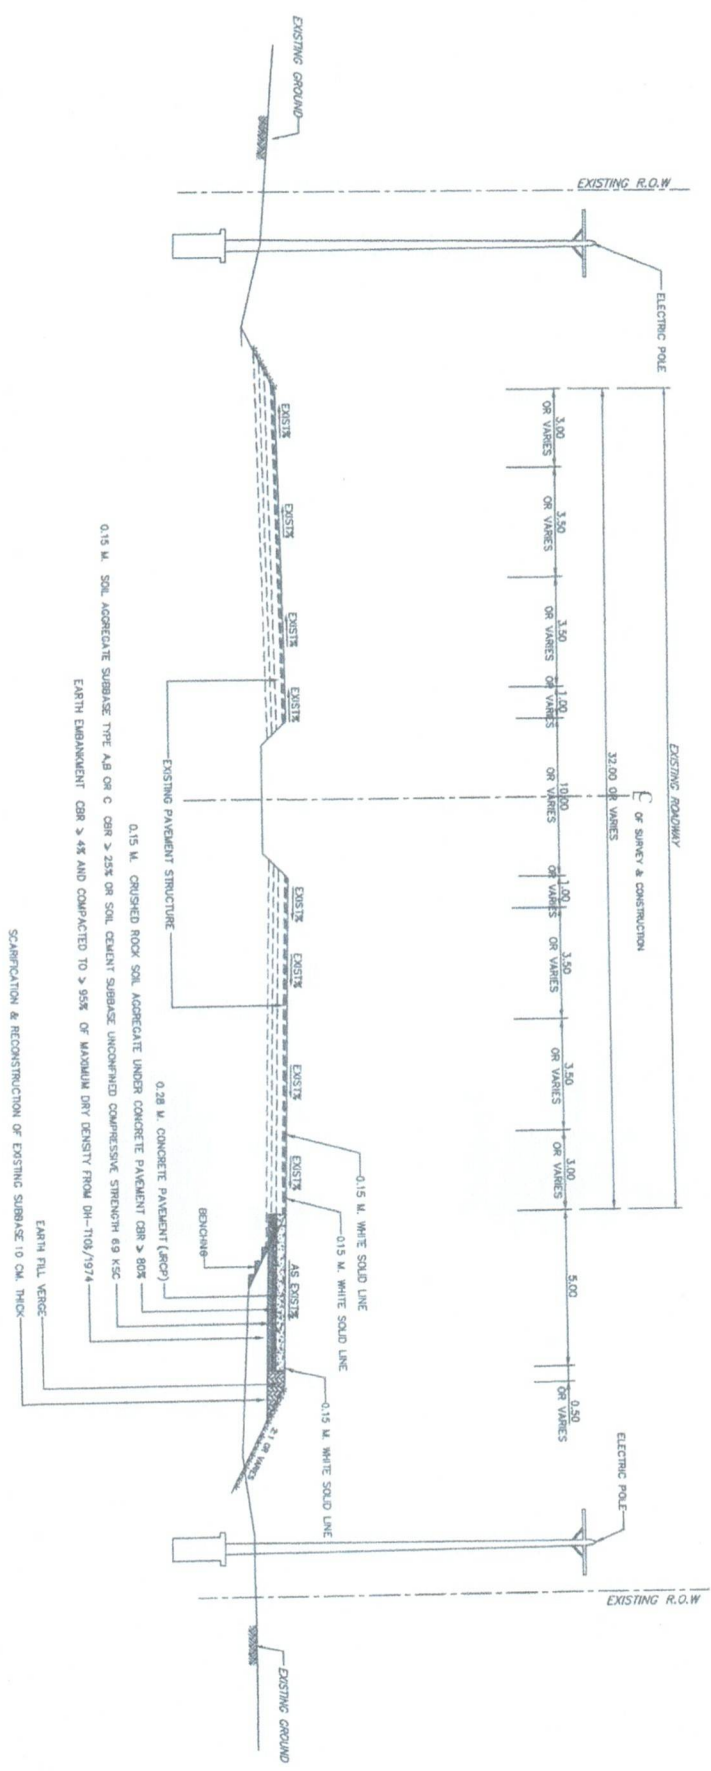 EXISTING ROADWAY
32.00 OR VARIES
℄ OF SURVEY & CONSTRUCTION
3.00
OR VARIES
3.50
OR VARIES
3.50
OR VARIES
1.00
OR VARIES
10.00
OR VARIES
1.00
OR VARIES
3.50
OR VARIES
3.50
OR VARIES
3.00
OR VARIES
5.00
0.50
OR VARIES
EXISTING R.O.W
ELECTRIC POLE
ELECTRIC POLE
EXISTING R.O.W
EXISTING GROUND
EXIST%
EXIST%
EXIST%
EXIST%
EXIST%
EXIST%
EXIST%
EXIST%
AS EXIST%
0.15 M. WHITE SOLID LINE
0.15 M. WHITE SOLID LINE
0.15 M. WHITE SOLID LINE
2:1 OR VARIES
EXISTING GROUND
EXISTING PAVEMENT STRUCTURE
BENCHING
0.28 M. CONCRETE PAVEMENT (JRCP)
0.15 M. CRUSHED ROCK SOIL AGGREGATE UNDER CONCRETE PAVEMENT CBR > 80%
0.15 M. SOIL AGGREGATE SUBBASE TYPE A,B OR C CBR > 25% OR SOIL CEMENT SUBBASE UNCONFINED COMPRESSIVE STRENGTH 6.9 KSC
EARTH EMBANKMENT CBR > 4% AND COMPACTED TO > 95% OF MAXIMUM DRY DENSITY FROM DH-T108/1974
EARTH FILL VERGE
SCARIFICATION & RECONSTRUCTION OF EXISTING SUBBASE 10 CM. THICK